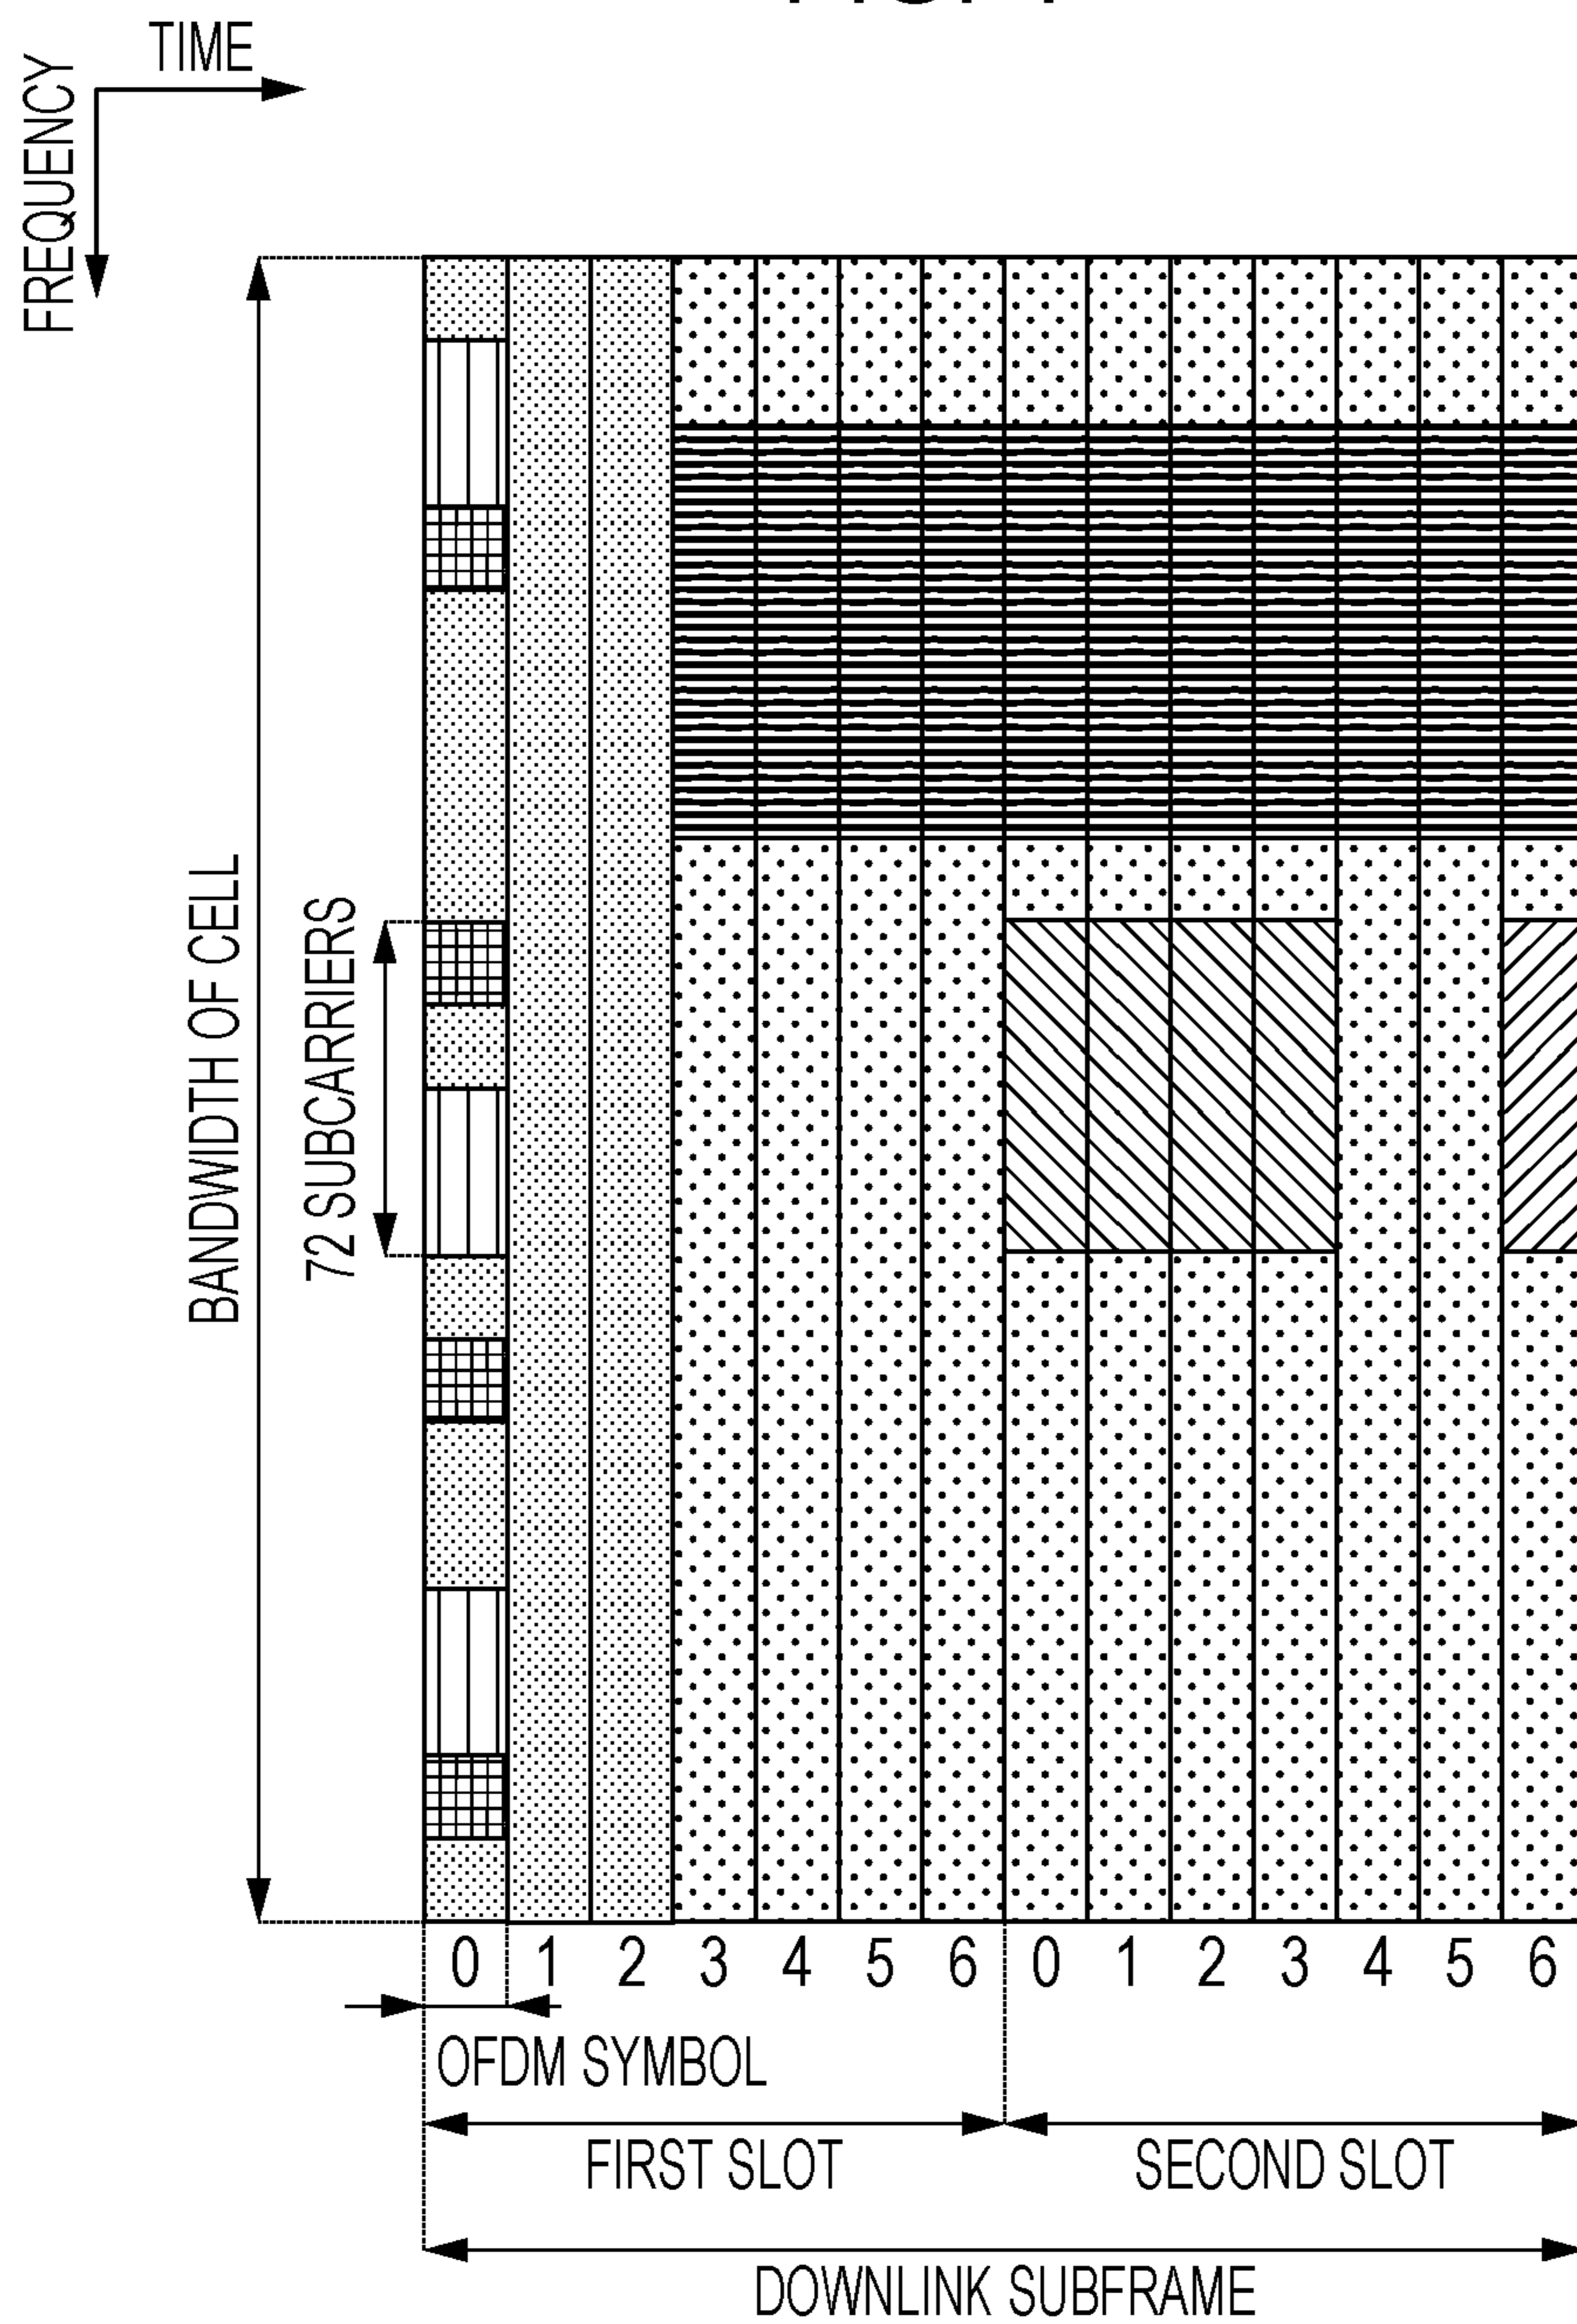 TIME
FREQUENCY
BANDWIDTH OF CELL
72 SUBCARRIERS
0 1 2 3 4 5 6 0 1 2 3 4 5 6
OFDM SYMBOL
FIRST SLOT
SECOND SLOT
DOWNLINK SUBFRAME